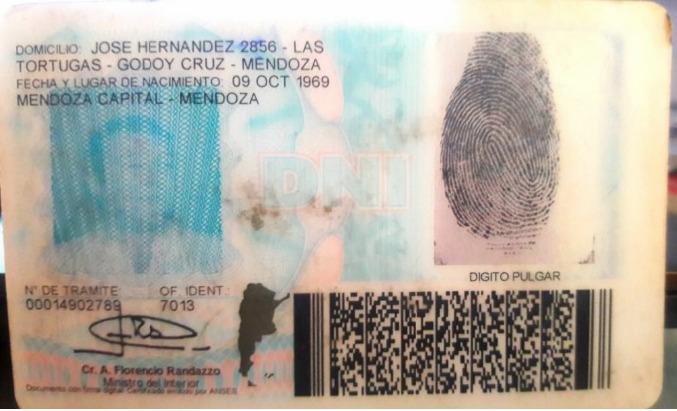 DOMICILIO: JOSE HERNANDEZ 2856 - LAS
TORTUGAS - GODOY CRUZ - MENDOZA
FECHA Y LUGAR DE NACIMIENTO: 09 OCT 1969
MENDOZA CAPITAL - MENDOZA
DNI
DIGITO PULGAR
N° DE TRAMITE OF. IDENT.:
00014902789 7013
Cr. A. Florencio Randazzo
Ministro del Interior
Documento con firma digital. Certificado emitido por ANSES